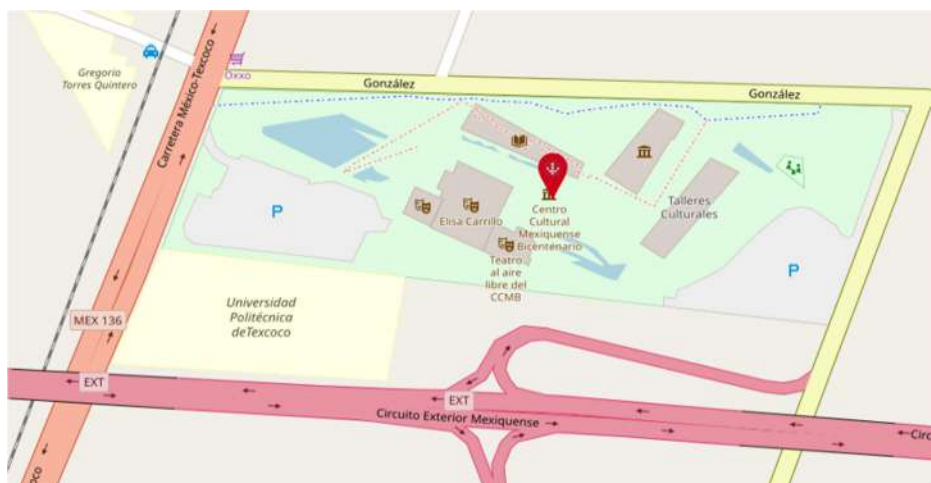 Gregorio
Torres Quintero
Oxxo
González
González
Carretera México-Texcoco
P
Elisa Carrillo
Centro
Cultural
Mexiquense
Bicentenario
Talleres
Culturales
Teatro
al aire
libre del
CCMB
P
Universidad
Politécnica
deTexcoco
MEX 136
EXT
EXT
Circuito Exterior Mexiquense
Circ
oco